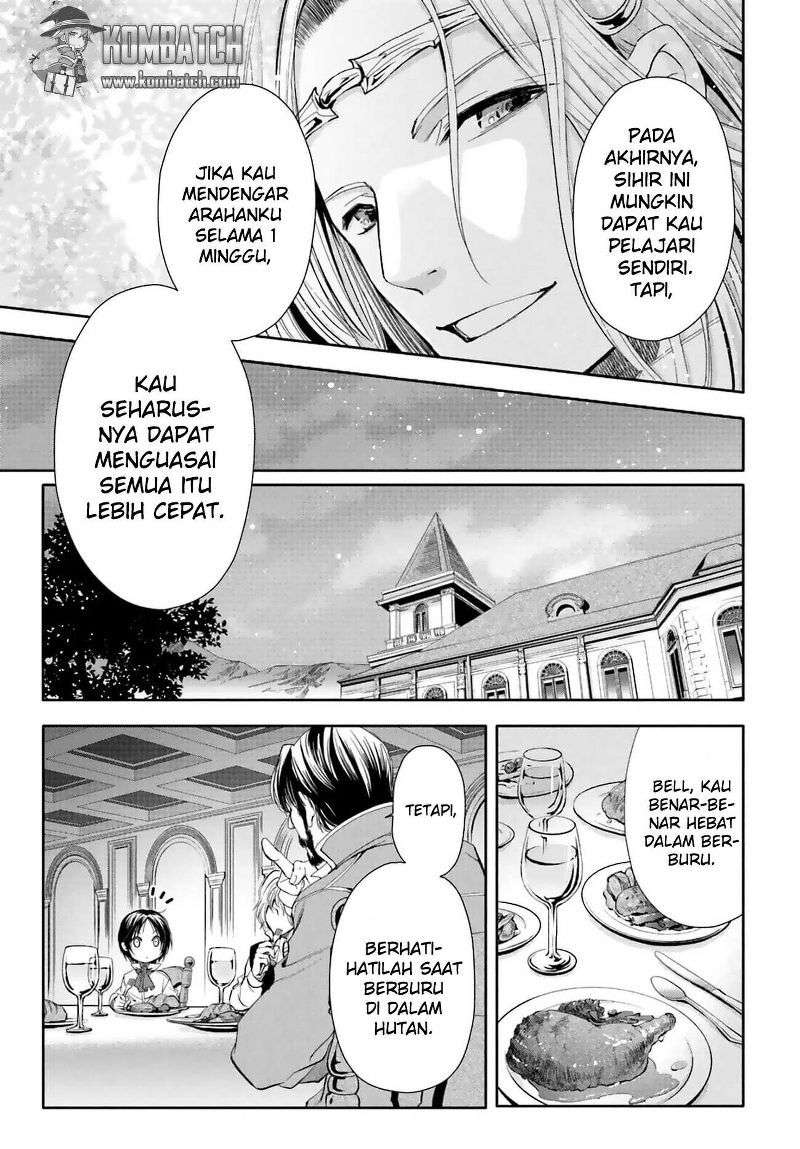 KOMBATCH
www.kombatch.com
PADA
AKHIRNYA,
SIHIR INI
MUNGKIN
DAPAT KAU
PELAJARI
SENDIRI.
TAPI,
JIKA KAU
MENDENGAR
ARAHANKU
SELAMA 1
MINGGU,
KAU
SEHARUS-
NYA DAPAT
MENGUASAI
SEMUA ITU
LEBIH CEPAT.
BELL, KAU
BENAR-BE-
NAR HEBAT
DALAM BER-
BURU.
TETAPI,
BERHATI-
HATILAH SAAT
BERBURU
DI DALAM
HUTAN.